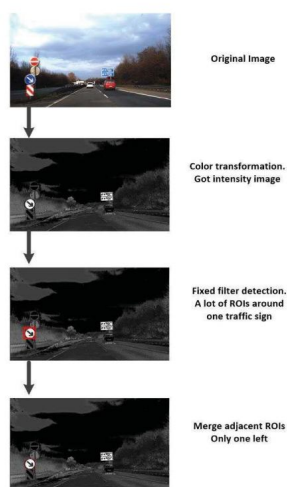 Original Image
Color transformation.
Got intensity image
Fixed filter detection.
A lot of ROIs around
one traffic sign
Merge adjacent ROIs
Only one left